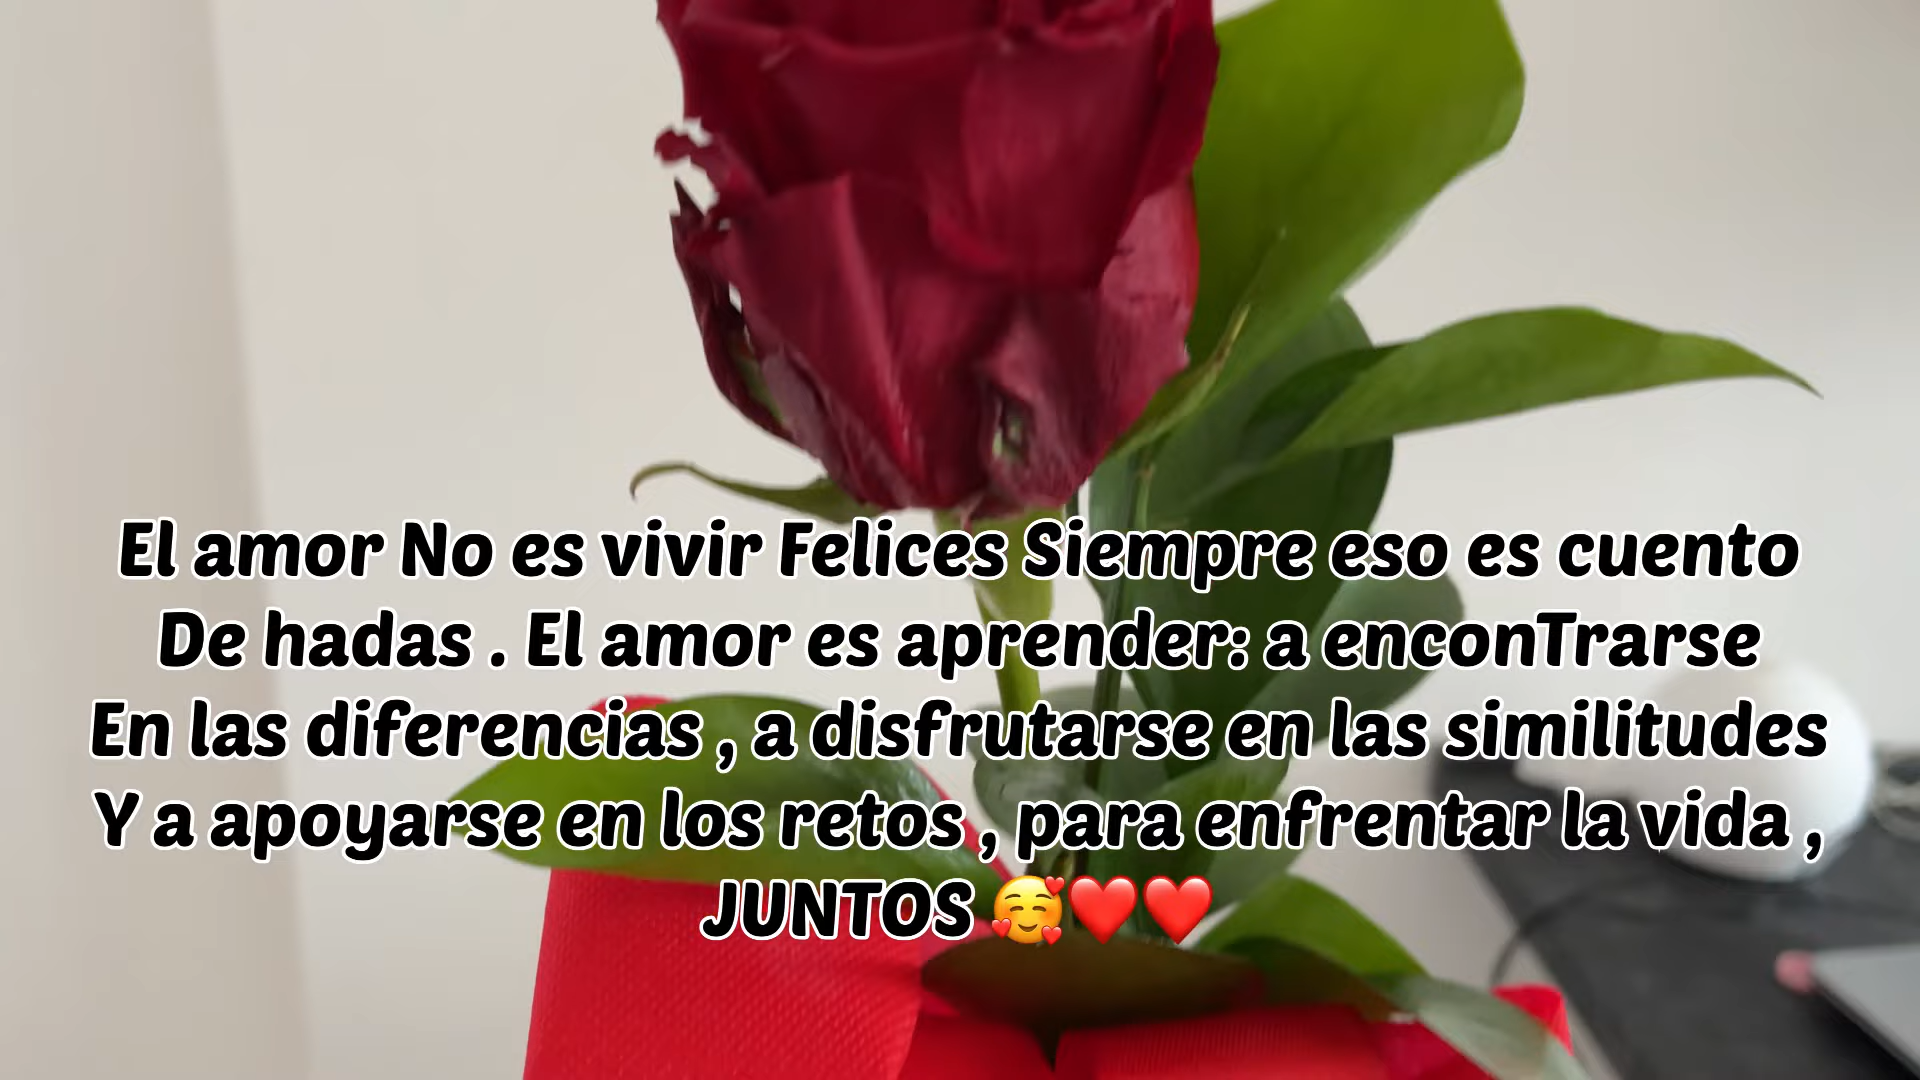 El amor No es vivir Felices Siempre eso es cuento
De hadas . El amor es aprender: a enconTrarse
En las diferencias , a disfrutarse en las similitudes
Y a apoyarse en los retos , para enfrentar la vida ,
JUNTOS 🥰❤️❤️